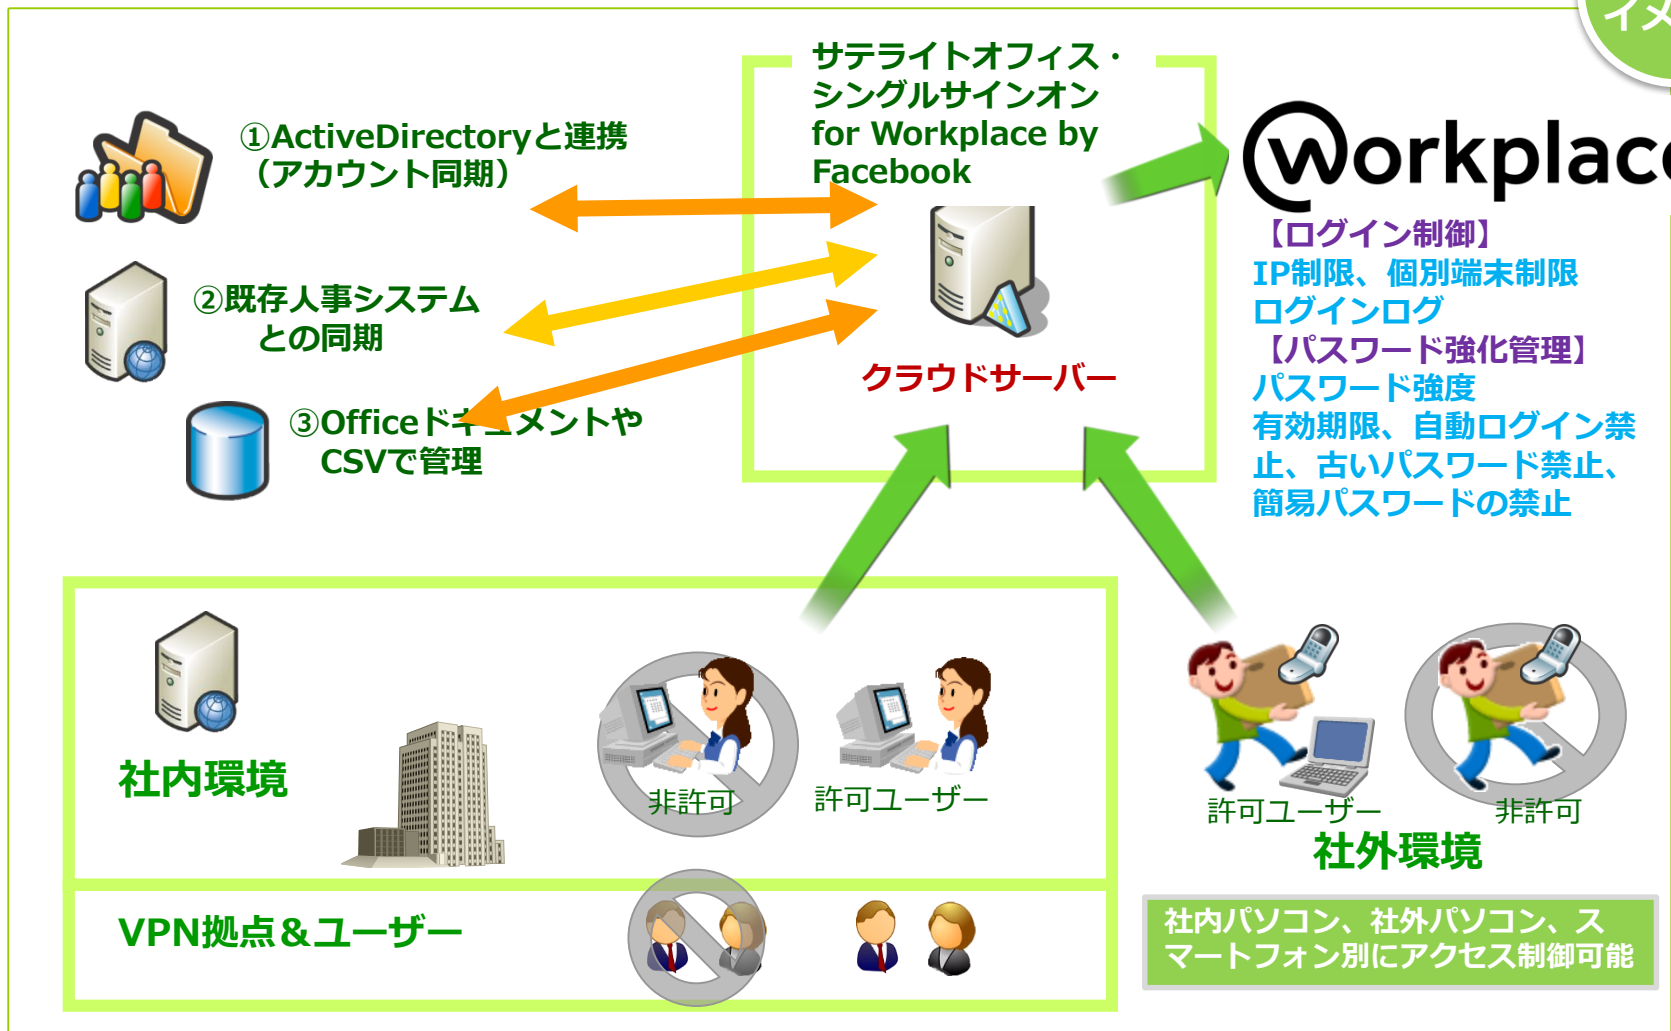 イメ
サテライトオフィス・
シングルサインオン
for Workplace by
Facebook
①ActiveDirectoryと連携
（アカウント同期）
②既存人事システム
との同期
③Officeドキュメントや
CSVで管理
クラウドサーバー
Workplace
【ログイン制御】
IP制限、個別端末制限
ログインログ
【パスワード強化管理】
パスワード強度
有効期限、自動ログイン禁
止、古いパスワード禁止、
簡易パスワードの禁止
社内環境
非許可
許可ユーザー
許可ユーザー
非許可
社外環境
VPN拠点＆ユーザー
社内パソコン、社外パソコン、ス
マートフォン別にアクセス制御可能